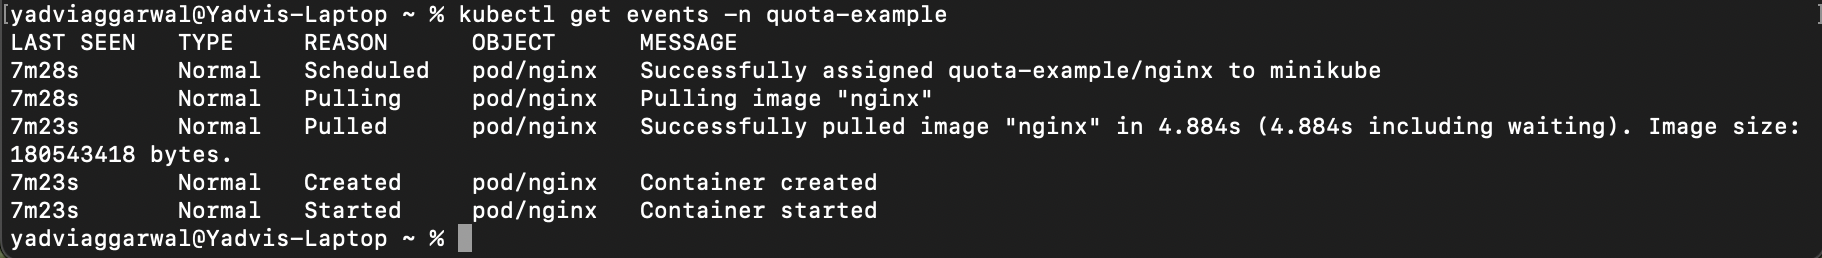 [yadviaggarwal@Yadvis-Laptop ~ % kubectl get events -n quota-example ]
LAST SEEN   TYPE     REASON      OBJECT      MESSAGE
7m28s       Normal   Scheduled   pod/nginx   Successfully assigned quota-example/nginx to minikube
7m28s       Normal   Pulling     pod/nginx   Pulling image "nginx"
7m23s       Normal   Pulled      pod/nginx   Successfully pulled image "nginx" in 4.884s (4.884s including waiting). Image size:
180543418 bytes.
7m23s       Normal   Created     pod/nginx   Container created
7m23s       Normal   Started     pod/nginx   Container started
yadviaggarwal@Yadvis-Laptop ~ %